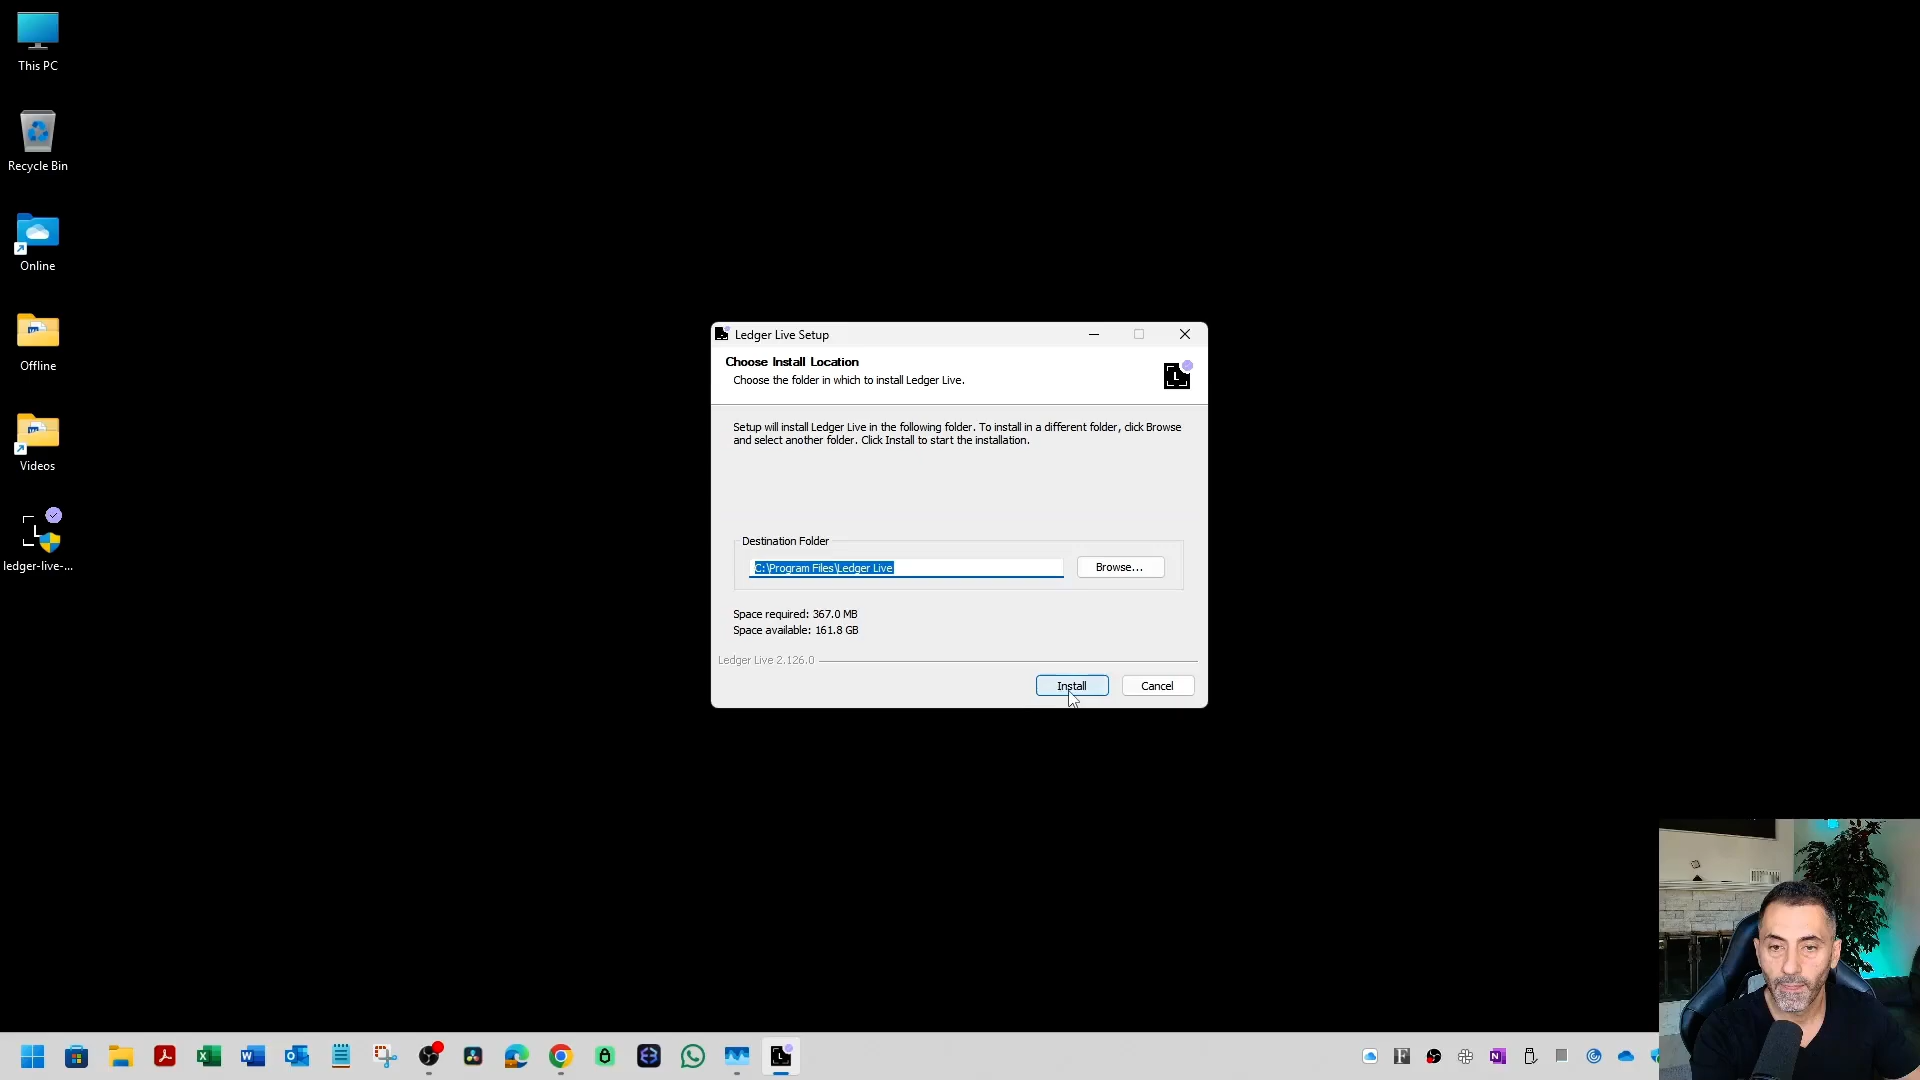 This PC
Recycle Bin
Online
Offline
Videos
ledger-live-...
Ledger Live Setup
Choose Install Location
Choose the folder in which to install Ledger Live.
Setup will install Ledger Live in the following folder. To install in a different folder, click Browse
and select another folder. Click Install to start the installation.
Destination Folder
C:\Program Files\Ledger Live
Browse...
Space required: 367.0 MB
Space available: 161.8 GB
Ledger Live 2.126.0
Install
Cancel